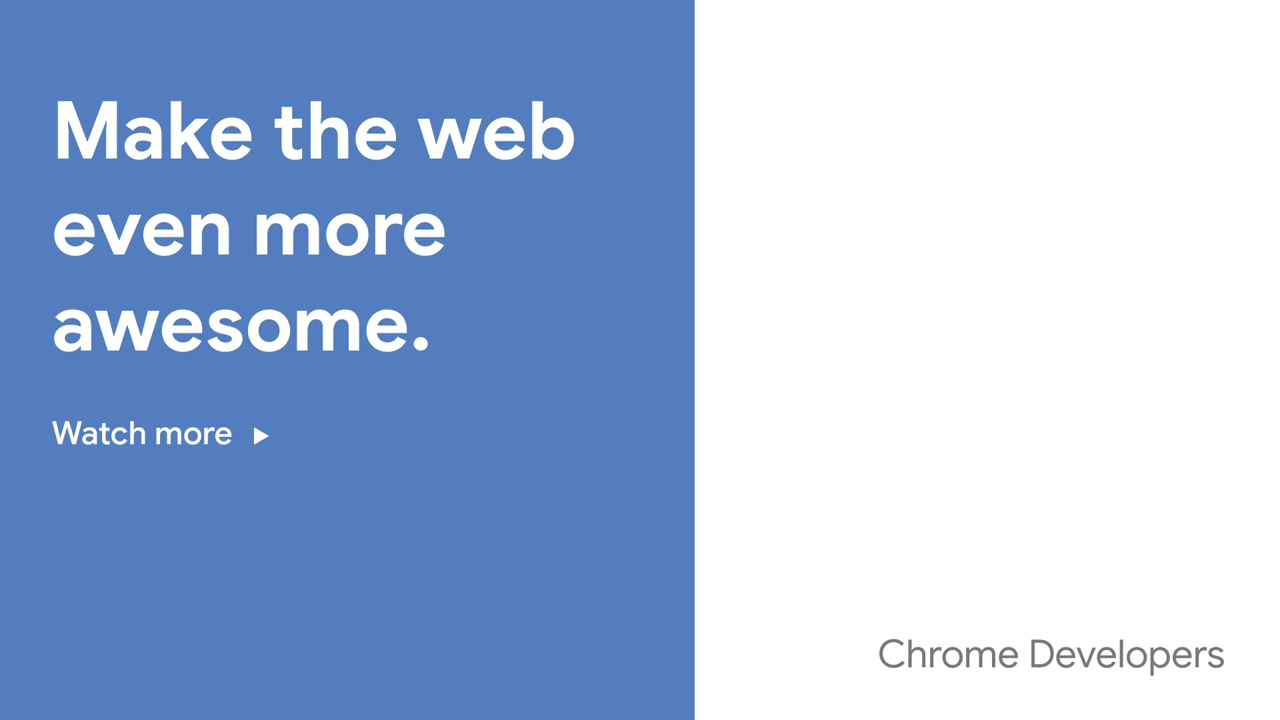 Make the web
even more
awesome.
Watch more
Chrome Developers